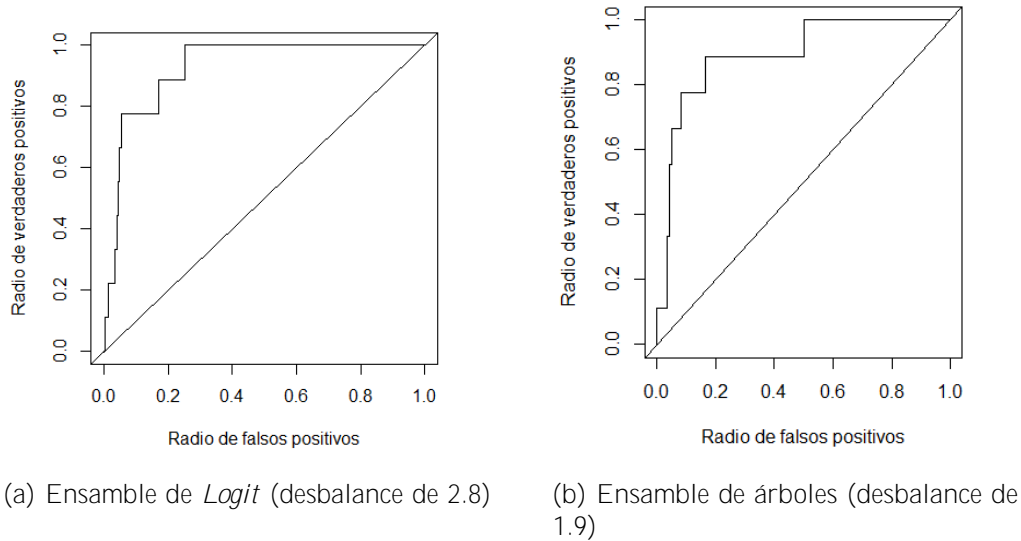 Radio de verdaderos positivos
1.0
0.8
0.6
0.4
0.2
0.0
0.0 0.2 0.4 0.6 0.8 1.0
Radio de falsos positivos
(a) Ensamble de Logit (desbalance de 2.8)
Radio de verdaderos positivos
1.0
0.8
0.6
0.4
0.2
0.0
0.0 0.2 0.4 0.6 0.8 1.0
Radio de falsos positivos
(b) Ensamble de árboles (desbalance de
1.9)